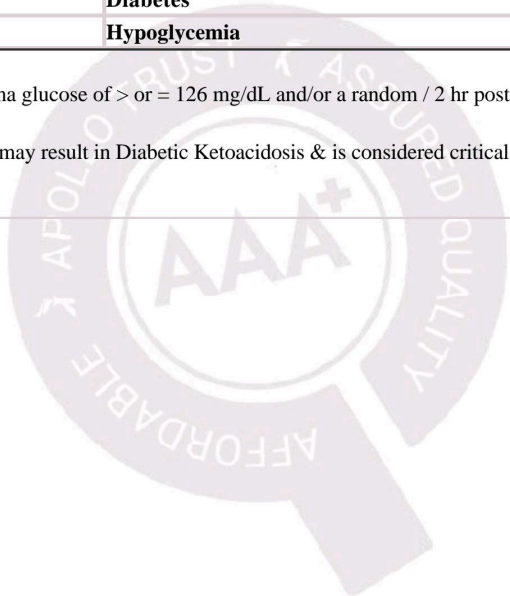 Diabetes
Hypoglycemia
na glucose of > or = 126 mg/dL and/or a random / 2 hr post
may result in Diabetic Ketoacidosis & is considered critical
APOLLO TRUST ASSURED QUALITY AFFORDABLE
AAA+